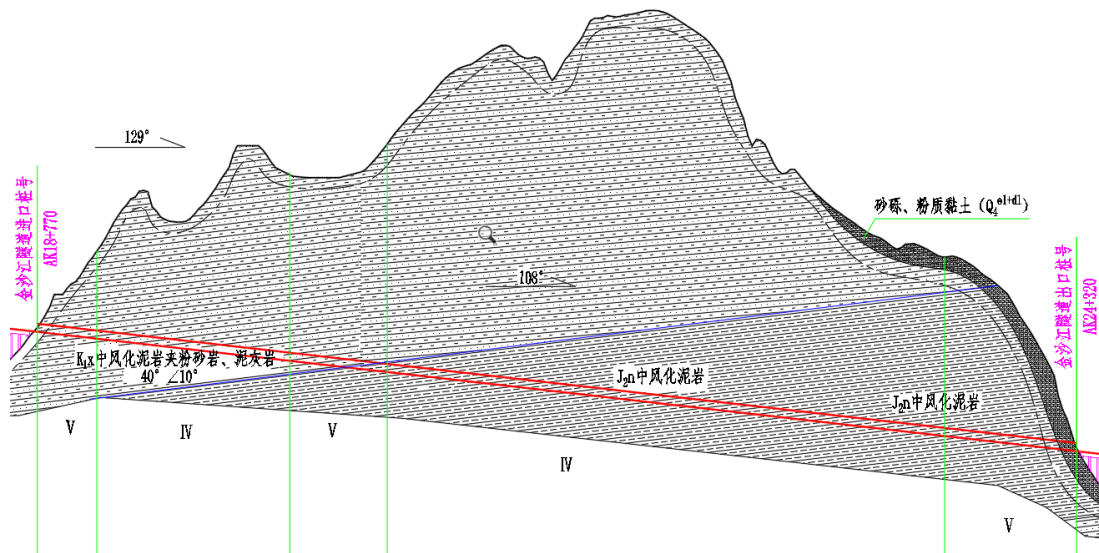 129°
砂砾、粉质黏土（Q₄ᵉˡ⁺ᵈˡ）
金沙江隧道进口桩号
AK18+770
金沙江隧道出口桩号
AK24+320
108°
K₁x中风化泥岩夹粉砂岩、泥灰岩
40°∠10°
J₂n中风化泥岩
J₂n中风化泥岩
V
IV
V
IV
V